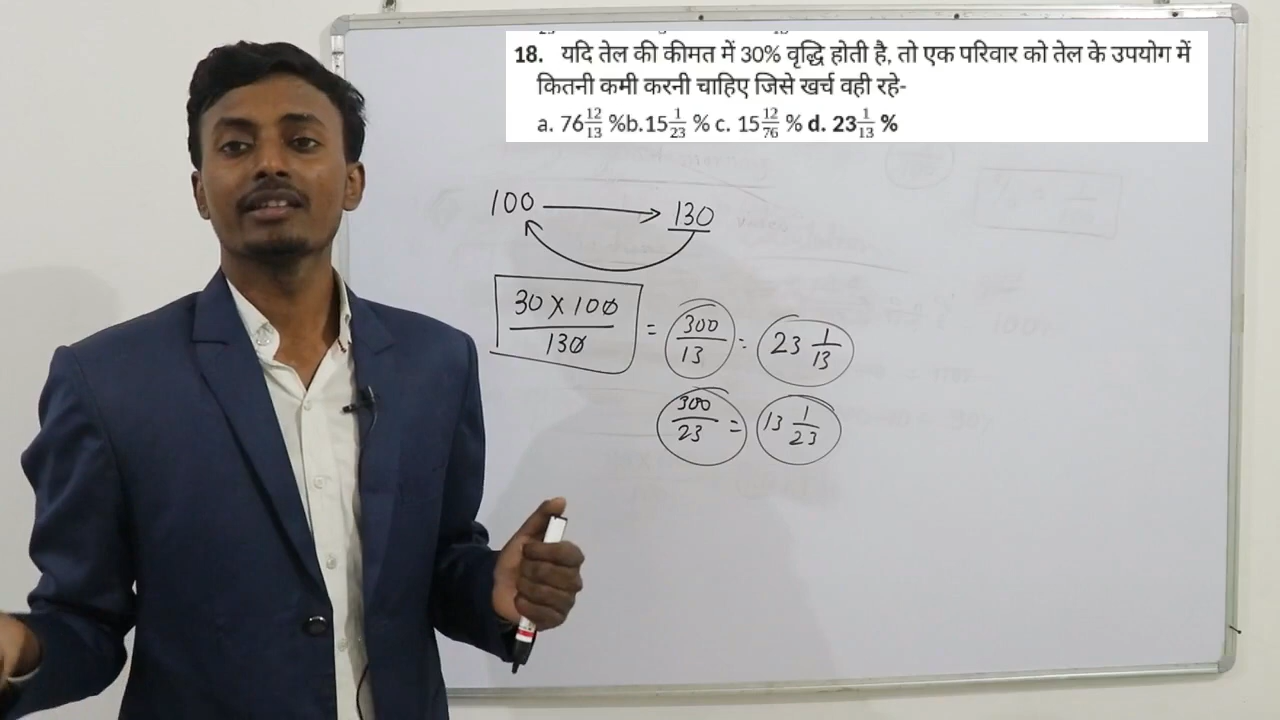 18. यदि तेल की कीमत में 30% वृद्धि होती है, तो एक परिवार को तेल के उपयोग में
कितनी कमी करनी चाहिए जिसे खर्च वही रहे-
a. 76 12/13 %b.15 1/23 % c. 15 12/76 % d. 23 1/13 %
100 → 130
30 x 100 / 130 = 300/13 = 23 1/13
300/23 = 13 1/23